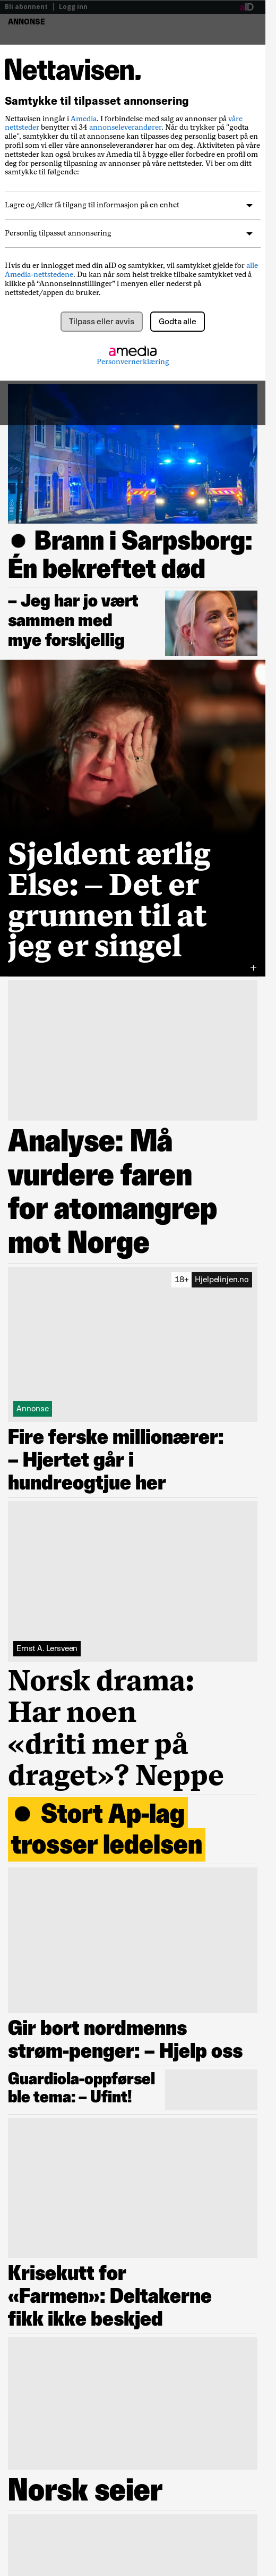 Bli abonnent
Logg inn
aID
ANNONSE
Nettavisen.
Samtykke til tilpasset annonsering
Nettavisen inngår i Amedia. I forbindelse med salg av annonser på våre
nettsteder benytter vi 34 annonseleverandører. Når du trykker på "godta
alle", samtykker du til at annonsene kan tilpasses deg personlig basert på en
profil som vi eller våre annonseleverandører har om deg. Aktiviteten på våre
nettsteder kan også brukes av Amedia til å bygge eller forbedre en profil om
deg for personlig tilpasning av annonser på våre nettsteder. Vi ber om ditt
samtykke til følgende:
Lagre og/eller få tilgang til informasjon på en enhet
Personlig tilpasset annonsering
Hvis du er innlogget med din aID og samtykker, vil samtykket gjelde for alle
Amedia-nettstedene. Du kan når som helst trekke tilbake samtykket ved å
klikke på “Annonseinnstillinger” i menyen eller nederst på
nettstedet/appen du bruker.
Tilpass eller avvis
Godta alle
amedia
Personvernerklæring
Brann i Sarpsborg:
Én bekreftet død
– Jeg har jo vært
sammen med
mye forskjellig
Sjeldent ærlig
Else: – Det er
grunnen til at
jeg er singel
Analyse: Må
vurdere faren
for atomangrep
mot Norge
18+ Hjelpelinjen.no
Annonse
Fire ferske millionærer:
– Hjertet går i
hundreogtjue her
Ernst A. Lersveen
Norsk drama:
Har noen
«driti mer på
draget»? Neppe
Stort Ap-lag
trosser ledelsen
Gir bort nordmenns
strøm-penger: – Hjelp oss
Guardiola-oppførsel
ble tema: – Ufint!
Krisekutt for
«Farmen»: Deltakerne
fikk ikke beskjed
Norsk seier